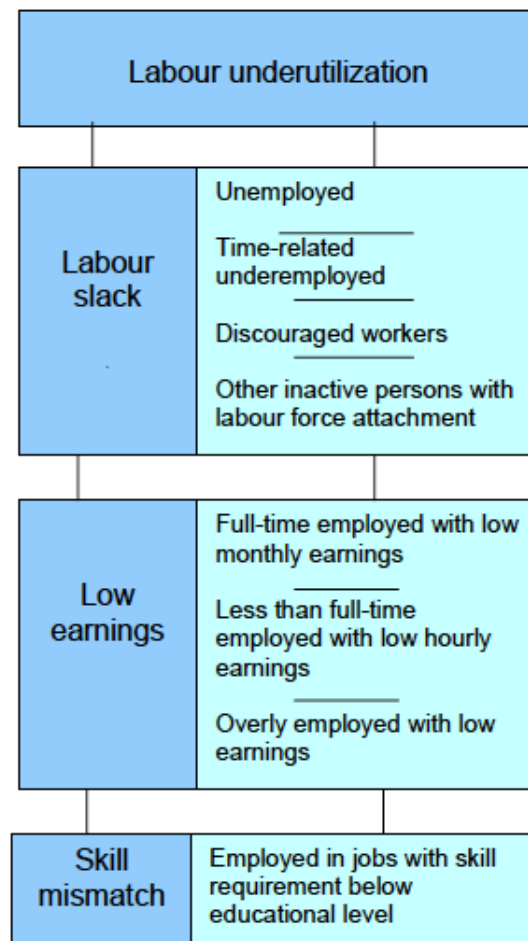 Labour underutilization
Labour
slack
Unemployed
Time-related
underemployed
Discouraged workers
Other inactive persons with
labour force attachment
Low
earnings
Full-time employed with low
monthly earnings
Less than full-time
employed with low hourly
earnings
Overly employed with low
earnings
Skill
mismatch
Employed in jobs with skill
requirement below
educational level